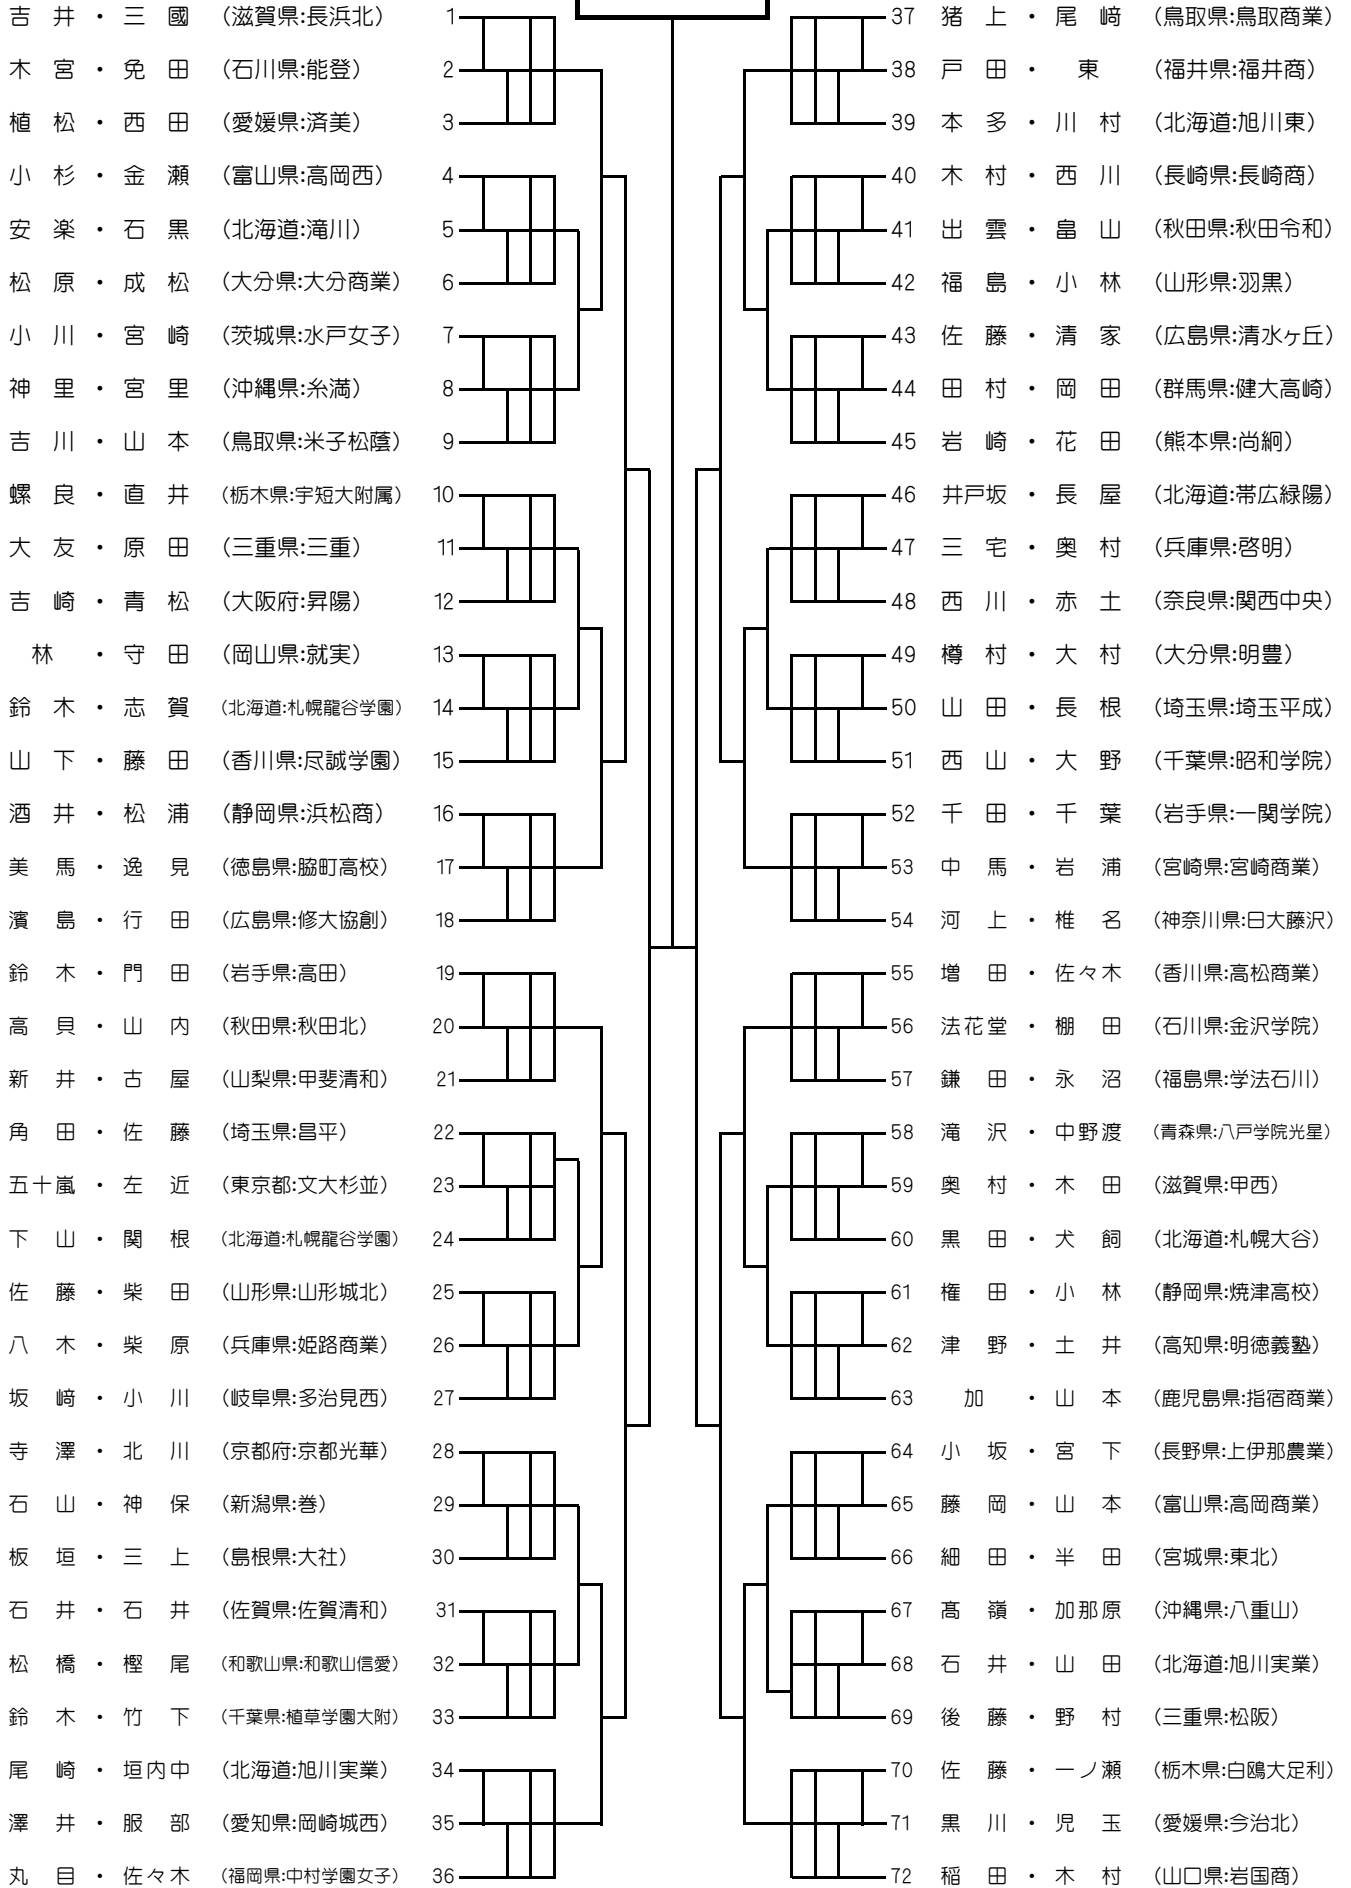 吉井・三國 (滋賀県:長浜北) 1
木宮・免田 (石川県:能登) 2
植松・西田 (愛媛県:済美) 3
小杉・金瀬 (富山県:高岡西) 4
安楽・石黒 (北海道:滝川) 5
松原・成松 (大分県:大分商業) 6
小川・宮崎 (茨城県:水戸女子) 7
神里・宮里 (沖縄県:糸満) 8
吉川・山本 (鳥取県:米子松蔭) 9
螺良・直井 (栃木県:宇短大附属) 10
大友・原田 (三重県:三重) 11
吉崎・青松 (大阪府:昇陽) 12
林・守田 (岡山県:就実) 13
鈴木・志賀 (北海道:札幌龍谷学園) 14
山下・藤田 (香川県:尽誠学園) 15
酒井・松浦 (静岡県:浜松商) 16
美馬・逸見 (徳島県:脇町高校) 17
濱島・行田 (広島県:修大協創) 18
鈴木・門田 (岩手県:高田) 19
高貝・山内 (秋田県:秋田北) 20
新井・古屋 (山梨県:甲斐清和) 21
角田・佐藤 (埼玉県:昌平) 22
五十嵐・左近 (東京都:文大杉並) 23
下山・関根 (北海道:札幌龍谷学園) 24
佐藤・柴田 (山形県:山形城北) 25
八木・柴原 (兵庫県:姫路商業) 26
坂﨑・小川 (岐阜県:多治見西) 27
寺澤・北川 (京都府:京都光華) 28
石山・神保 (新潟県:巻) 29
板垣・三上 (島根県:大社) 30
石井・石井 (佐賀県:佐賀清和) 31
松橋・樫尾 (和歌山県:和歌山信愛) 32
鈴木・竹下 (千葉県:植草学園大附) 33
尾崎・垣内中 (北海道:旭川実業) 34
澤井・服部 (愛知県:岡崎城西) 35
丸目・佐々木 (福岡県:中村学園女子) 36
37 猪上・尾﨑 (鳥取県:鳥取商業)
38 戸田・東 (福井県:福井商)
39 本多・川村 (北海道:旭川東)
40 木村・西川 (長崎県:長崎商)
41 出雲・畠山 (秋田県:秋田令和)
42 福島・小林 (山形県:羽黒)
43 佐藤・清家 (広島県:清水ヶ丘)
44 田村・岡田 (群馬県:健大高崎)
45 岩崎・花田 (熊本県:尚絅)
46 井戸坂・長屋 (北海道:帯広緑陽)
47 三宅・奥村 (兵庫県:啓明)
48 西川・赤土 (奈良県:関西中央)
49 樽村・大村 (大分県:明豊)
50 山田・長根 (埼玉県:埼玉平成)
51 西山・大野 (千葉県:昭和学院)
52 千田・千葉 (岩手県:一関学院)
53 中馬・岩浦 (宮崎県:宮崎商業)
54 河上・椎名 (神奈川県:日大藤沢)
55 増田・佐々木 (香川県:高松商業)
56 法花堂・棚田 (石川県:金沢学院)
57 鎌田・永沼 (福島県:学法石川)
58 滝沢・中野渡 (青森県:八戸学院光星)
59 奥村・木田 (滋賀県:甲西)
60 黒田・犬飼 (北海道:札幌大谷)
61 権田・小林 (静岡県:焼津高校)
62 津野・土井 (高知県:明徳義塾)
63 加・山本 (鹿児島県:指宿商業)
64 小坂・宮下 (長野県:上伊那農業)
65 藤岡・山本 (富山県:高岡商業)
66 細田・半田 (宮城県:東北)
67 髙嶺・加那原 (沖縄県:八重山)
68 石井・山田 (北海道:旭川実業)
69 後藤・野村 (三重県:松阪)
70 佐藤・一ノ瀬 (栃木県:白鴎大足利)
71 黒川・児玉 (愛媛県:今治北)
72 稲田・木村 (山口県:岩国商)